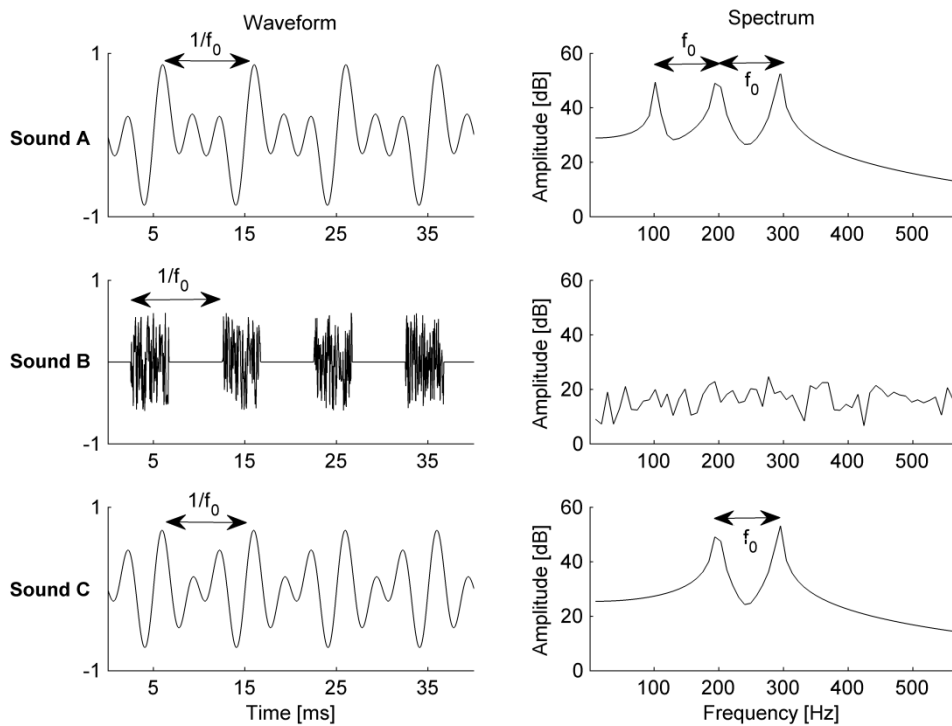 Waveform
Spectrum
Sound A
1
-1
1/f₀
5 15 25 35
Amplitude [dB]
60
40
20
0
f₀
f₀
100 200 300 400 500
Sound B
1
-1
1/f₀
5 15 25 35
Amplitude [dB]
60
40
20
0
100 200 300 400 500
Sound C
1
-1
1/f₀
5 15 25 35
Time [ms]
Amplitude [dB]
60
40
20
0
f₀
100 200 300 400 500
Frequency [Hz]